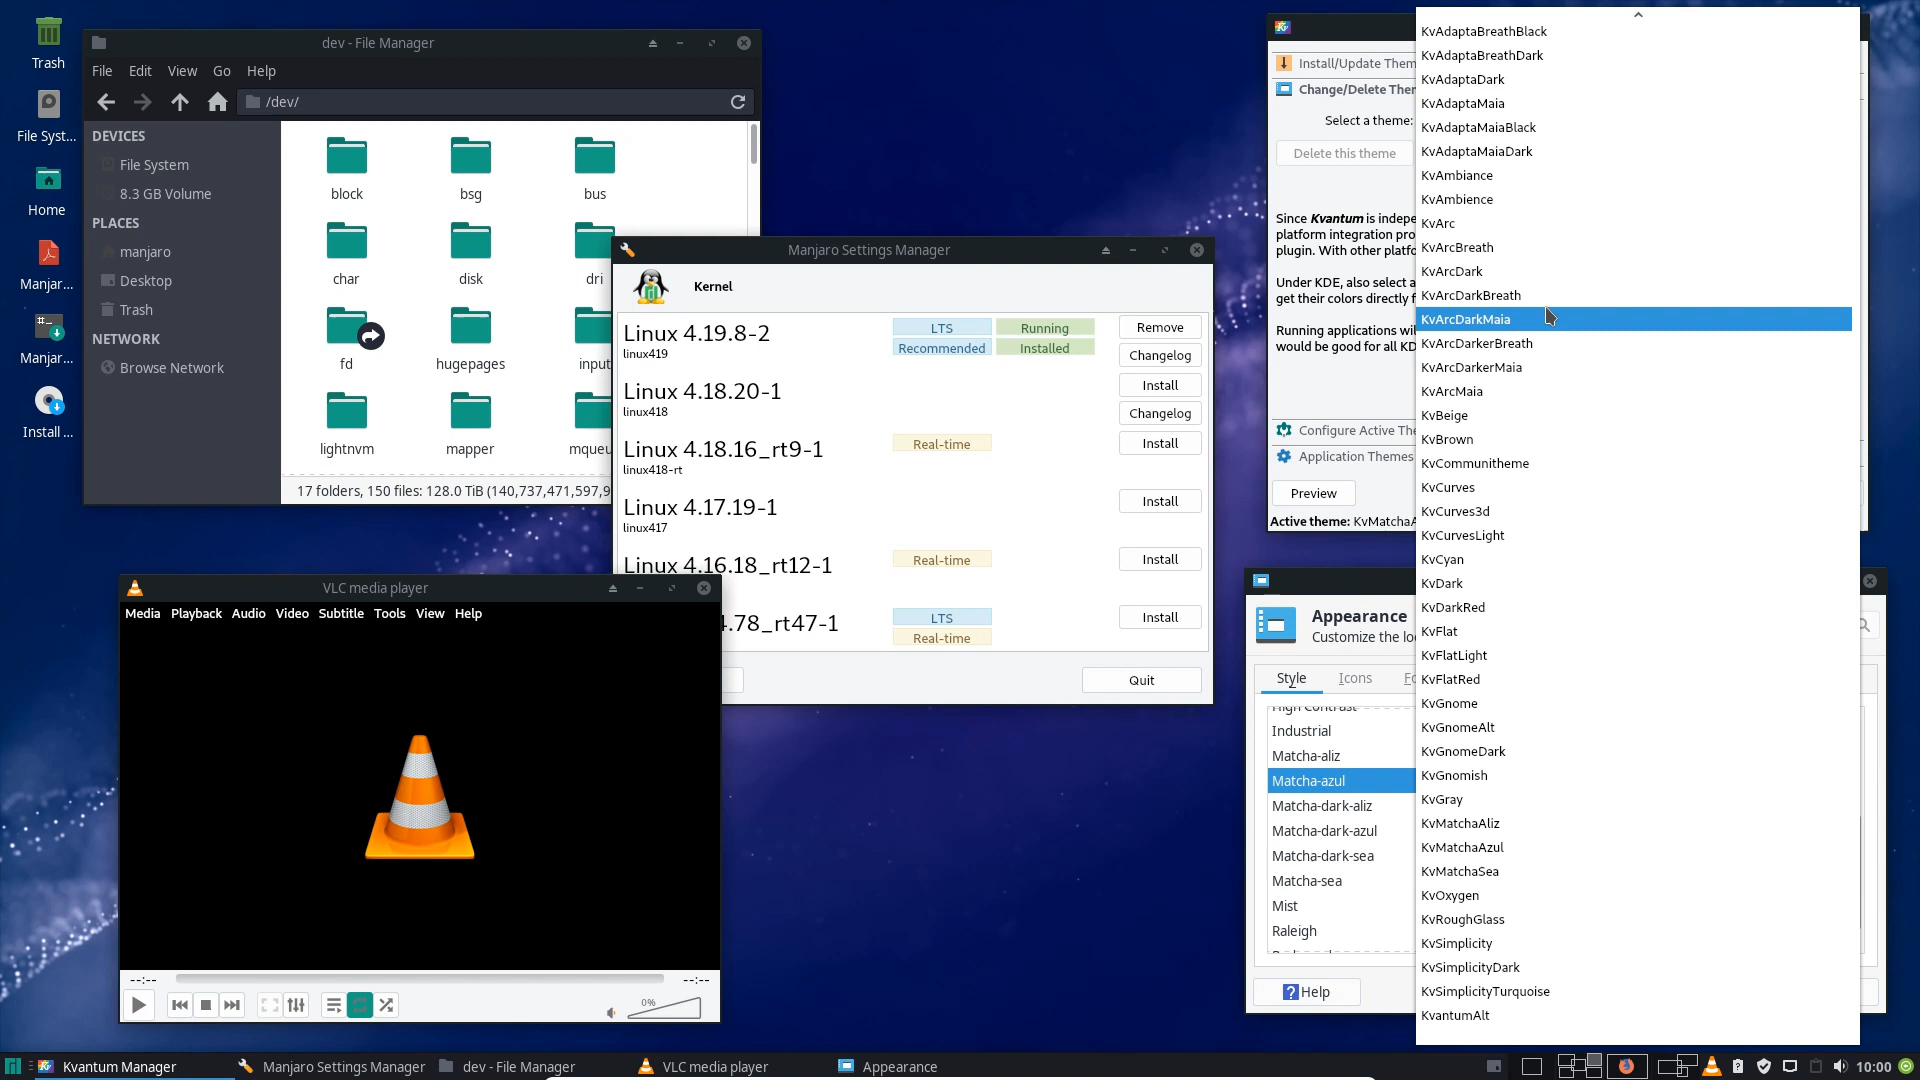 Trash
File Syst...
Home
Manjar...
Manjar...
Install ...
dev - File Manager
File Edit View Go Help
/dev/
DEVICES
File System
8.3 GB Volume
PLACES
manjaro
Desktop
Trash
NETWORK
Browse Network
block bsg bus
char disk dri
fd hugepages input
lightnvm mapper mqueu
17 folders, 150 files: 128.0 TiB (140,737,471,597,9
Manjaro Settings Manager
Kernel
Linux 4.19.8-2
linux419
LTS Running
Recommended Installed
Remove
Changelog
Linux 4.18.20-1
linux418
Install
Changelog
Linux 4.18.16_rt9-1
linux418-rt
Real-time
Install
Linux 4.17.19-1
linux417
Install
Linux 4.16.18_rt12-1
Real-time
Install
.78_rt47-1
LTS
Real-time
Install
Quit
VLC media player
Media Playback Audio Video Subtitle Tools View Help
--:-- --:--
0%
Install/Update Them
Change/Delete Ther
Select a theme:
Delete this theme
Since Kvantum is indepe
platform integration pro
plugin. With other platfo
Under KDE, also select a
get their colors directly f
Running applications wil
would be good for all KD
Configure Active The
Application Themes
Preview
Active theme: KvMatchaA
KvAdaptaBreathBlack
KvAdaptaBreathDark
KvAdaptaDark
KvAdaptaMaia
KvAdaptaMaiaBlack
KvAdaptaMaiaDark
KvAmbiance
KvAmbience
KvArc
KvArcBreath
KvArcDark
KvArcDarkBreath
KvArcDarkMaia
KvArcDarkerBreath
KvArcDarkerMaia
KvArcMaia
KvBeige
KvBrown
KvCommunitheme
KvCurves
KvCurves3d
KvCurvesLight
KvCyan
KvDark
KvDarkRed
KvFlat
KvFlatLight
KvFlatRed
KvGnome
KvGnomeAlt
KvGnomeDark
KvGnomish
KvGray
KvMatchaAliz
KvMatchaAzul
KvMatchaSea
KvOxygen
KvRoughGlass
KvSimplicity
KvSimplicityDark
KvSimplicityTurquoise
KvantumAlt
Appearance
Customize the lo
Style Icons Fo
High Contrast
Industrial
Matcha-aliz
Matcha-azul
Matcha-dark-aliz
Matcha-dark-azul
Matcha-dark-sea
Matcha-sea
Mist
Raleigh
Help
Kvantum Manager Manjaro Settings Manager dev - File Manager VLC media player Appearance 10:00